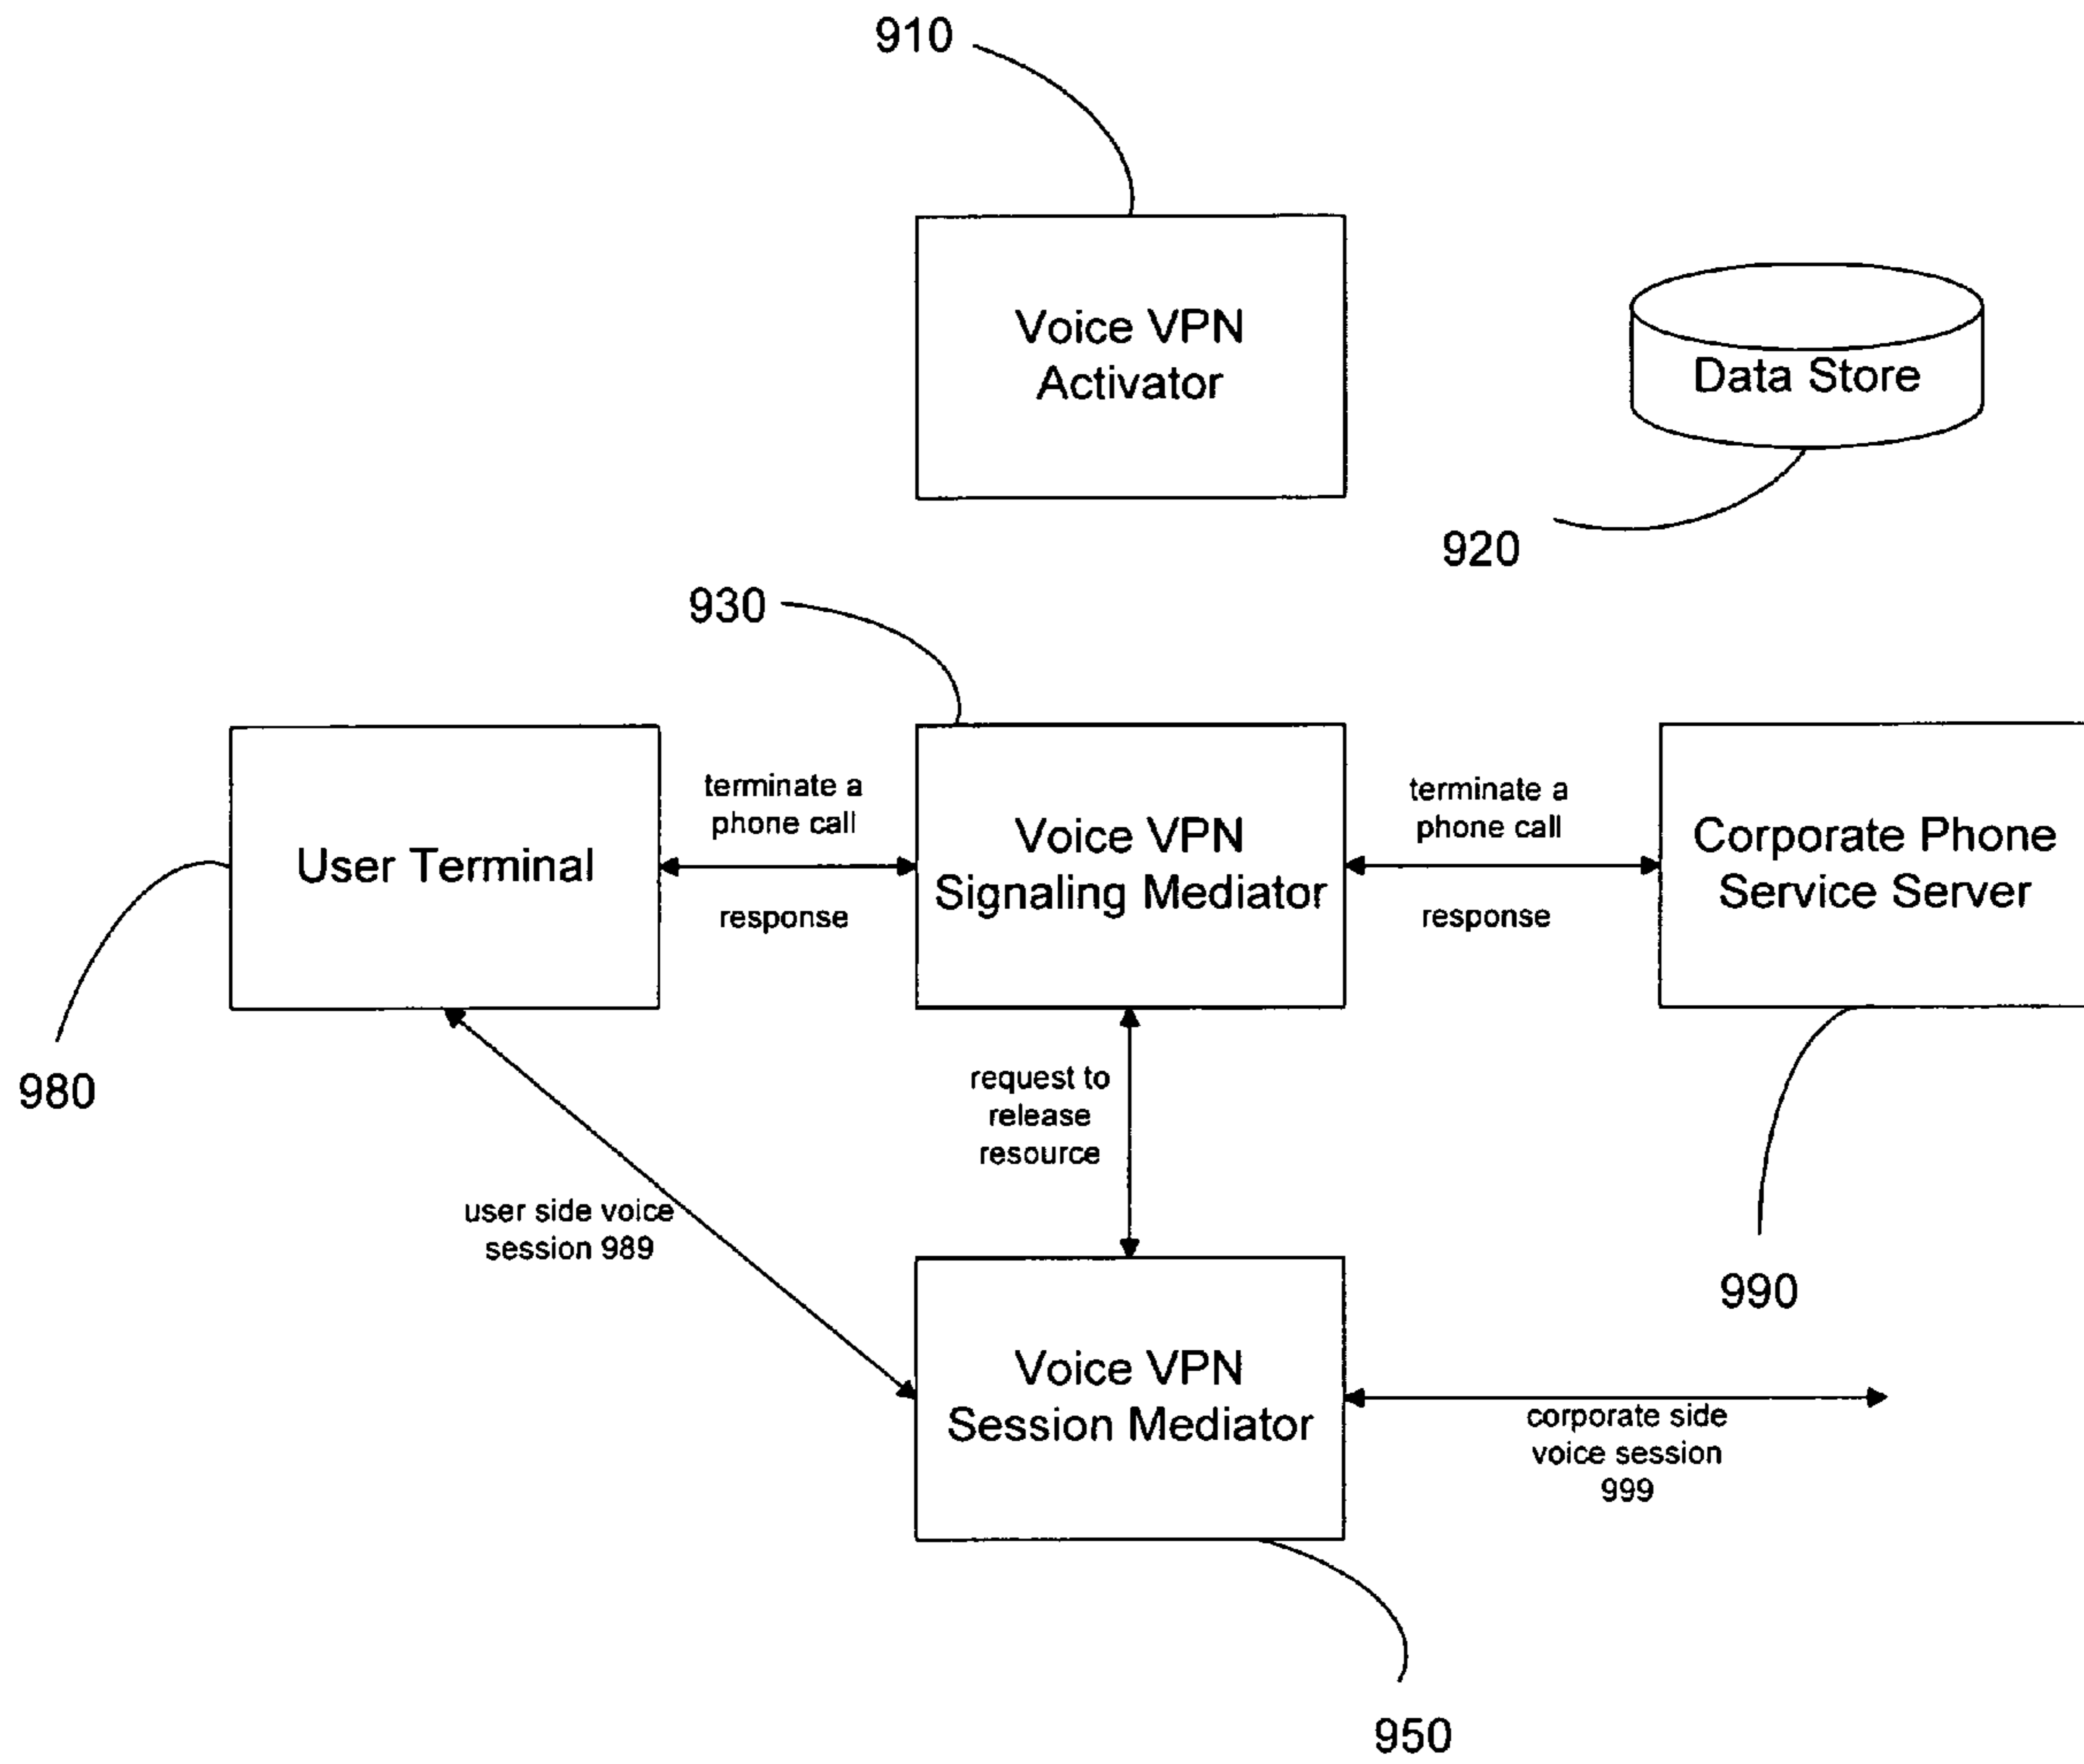 910
Voice VPN
Activator
Data Store
920
930
User Terminal
terminate a
phone call
response
Voice VPN
Signaling Mediator
terminate a
phone call
response
Corporate Phone
Service Server
980
request to
release
resource
user side voice
session 989
990
Voice VPN
Session Mediator
corporate side
voice session
999
950